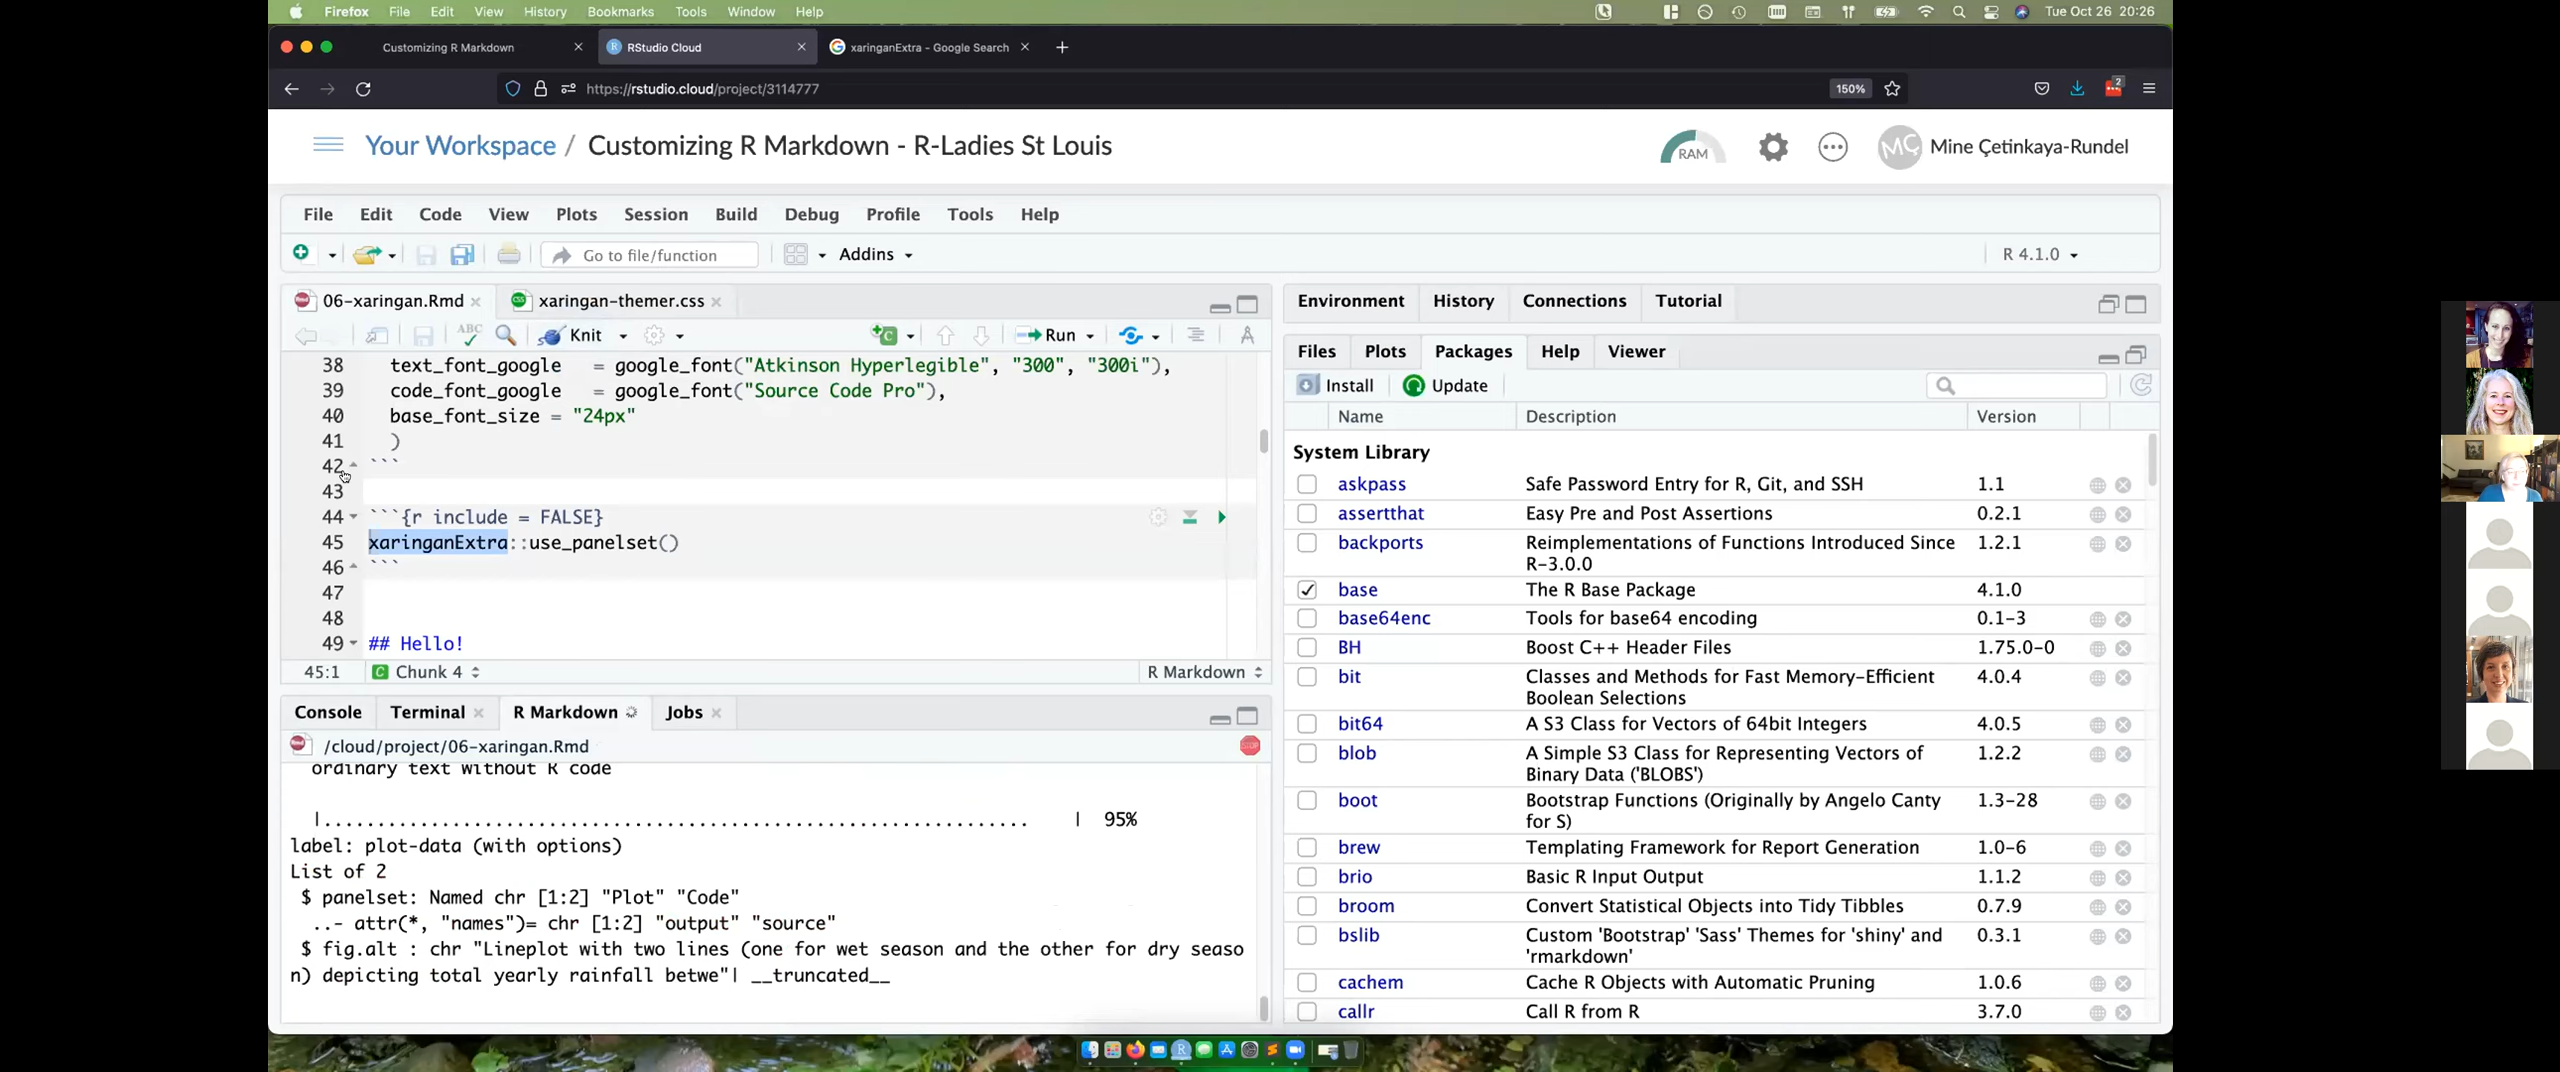 Firefox File Edit View History Bookmarks Tools Window Help Tue Oct 26 20:26
Customizing R Markdown RStudio Cloud xaringanExtra - Google Search
https://rstudio.cloud/project/3114777 150% 2
Your Workspace / Customizing R Markdown - R-Ladies St Louis RAM MÇ Mine Çetinkaya-Rundel
File Edit Code View Plots Session Build Debug Profile Tools Help
Go to file/function Addins R 4.1.0
06-xaringan.Rmd xaringan-themer.css
ABC Knit Run
38 text_font_google = google_font("Atkinson Hyperlegible", "300", "300i"),
39 code_font_google = google_font("Source Code Pro"),
40 base_font_size = "24px"
41 )
42 ```
43
44 ```{r include = FALSE}
45 xaringanExtra::use_panelset()
46 ```
47
48
49 ## Hello!
45:1 Chunk 4 R Markdown
Console Terminal R Markdown Jobs
/cloud/project/06-xaringan.Rmd STOP
ordinary text without R code
|.................................................................. | 95%
label: plot-data (with options)
List of 2
$ panelset: Named chr [1:2] "Plot" "Code"
..- attr(*, "names")= chr [1:2] "output" "source"
$ fig.alt : chr "Lineplot with two lines (one for wet season and the other for dry seaso
n) depicting total yearly rainfall betwe"| __truncated__
Environment History Connections Tutorial
Files Plots Packages Help Viewer
Install Update
Name Description Version
System Library
askpass Safe Password Entry for R, Git, and SSH 1.1
assertthat Easy Pre and Post Assertions 0.2.1
backports Reimplementations of Functions Introduced Since 1.2.1
R-3.0.0
base The R Base Package 4.1.0
base64enc Tools for base64 encoding 0.1-3
BH Boost C++ Header Files 1.75.0-0
bit Classes and Methods for Fast Memory-Efficient 4.0.4
Boolean Selections
bit64 A S3 Class for Vectors of 64bit Integers 4.0.5
blob A Simple S3 Class for Representing Vectors of 1.2.2
Binary Data ('BLOBS')
boot Bootstrap Functions (Originally by Angelo Canty 1.3-28
for S)
brew Templating Framework for Report Generation 1.0-6
brio Basic R Input Output 1.1.2
broom Convert Statistical Objects into Tidy Tibbles 0.7.9
bslib Custom 'Bootstrap' 'Sass' Themes for 'shiny' and 0.3.1
'rmarkdown'
cachem Cache R Objects with Automatic Pruning 1.0.6
callr Call R from R 3.7.0